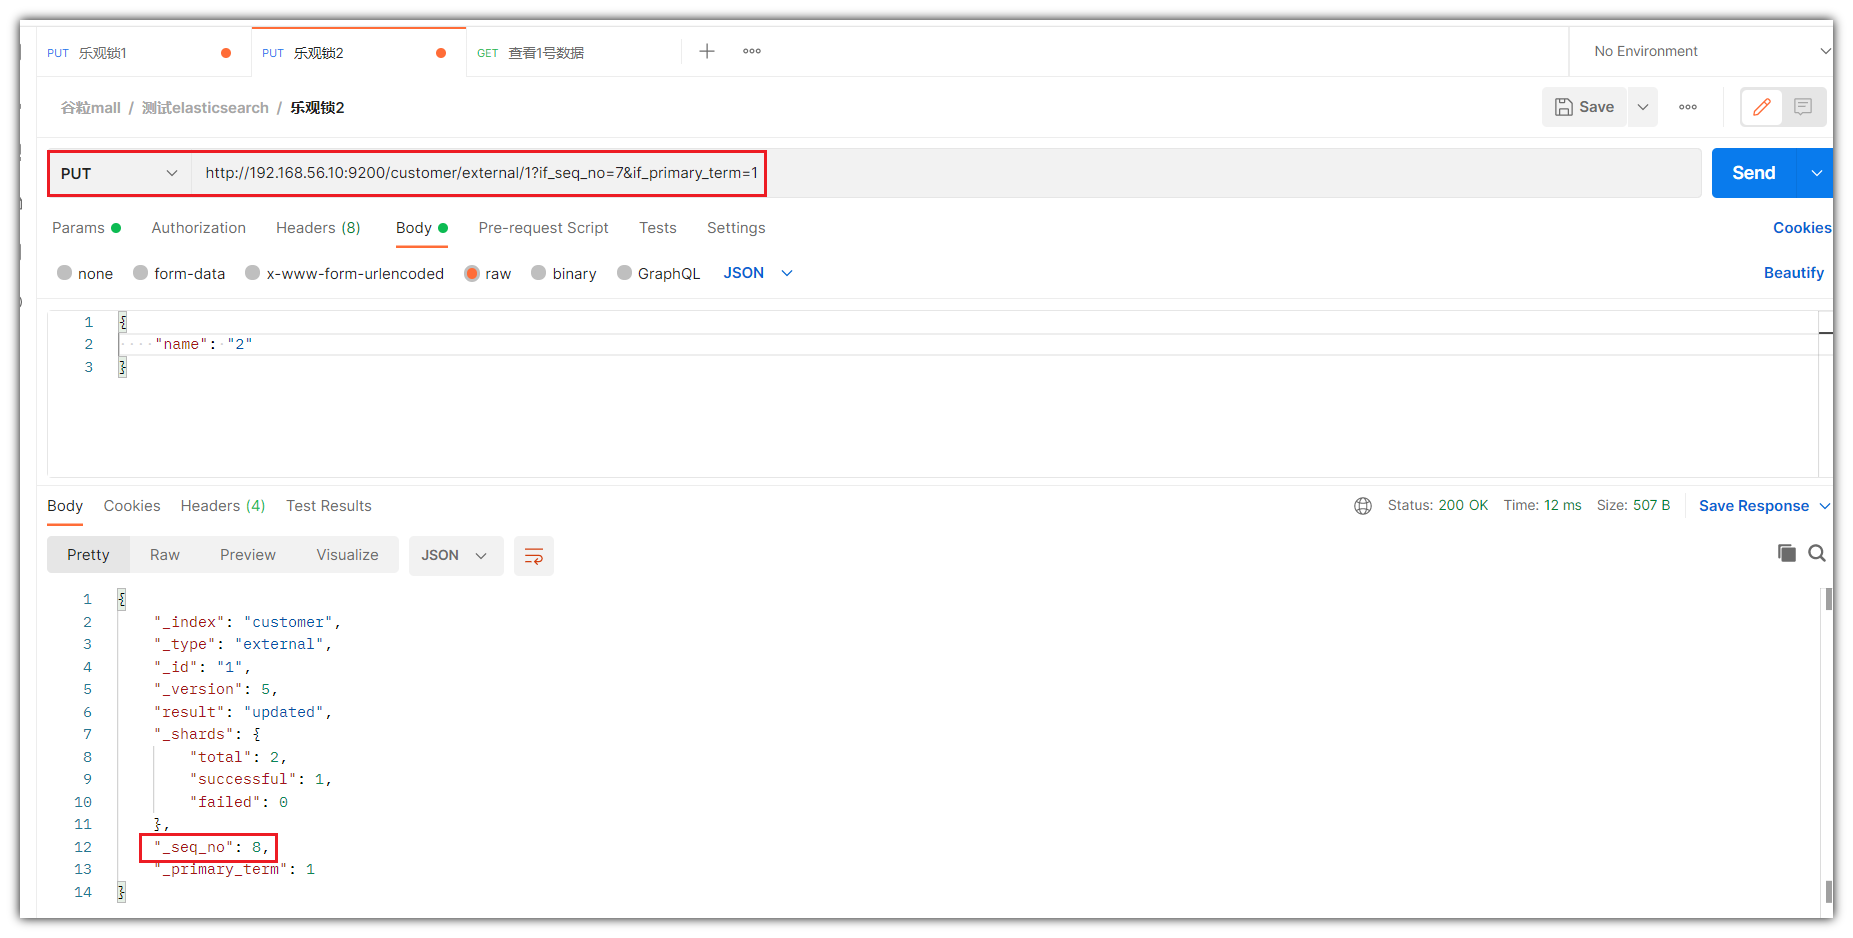 PUT 乐观锁1 PUT 乐观锁2 GET 查看1号数据 No Environment
谷粒mall / 测试elasticsearch / 乐观锁2 Save
PUT http://192.168.56.10:9200/customer/external/1?if_seq_no=7&if_primary_term=1 Send
Params Authorization Headers (8) Body Pre-request Script Tests Settings Cookies
none form-data x-www-form-urlencoded raw binary GraphQL JSON Beautify
1 {
2 "name": "2"
3 }
Body Cookies Headers (4) Test Results Status: 200 OK Time: 12 ms Size: 507 B Save Response
Pretty Raw Preview Visualize JSON
1 {
2 "_index": "customer",
3 "_type": "external",
4 "_id": "1",
5 "_version": 5,
6 "result": "updated",
7 "_shards": {
8 "total": 2,
9 "successful": 1,
10 "failed": 0
11 },
12 "_seq_no": 8,
13 "_primary_term": 1
14 }